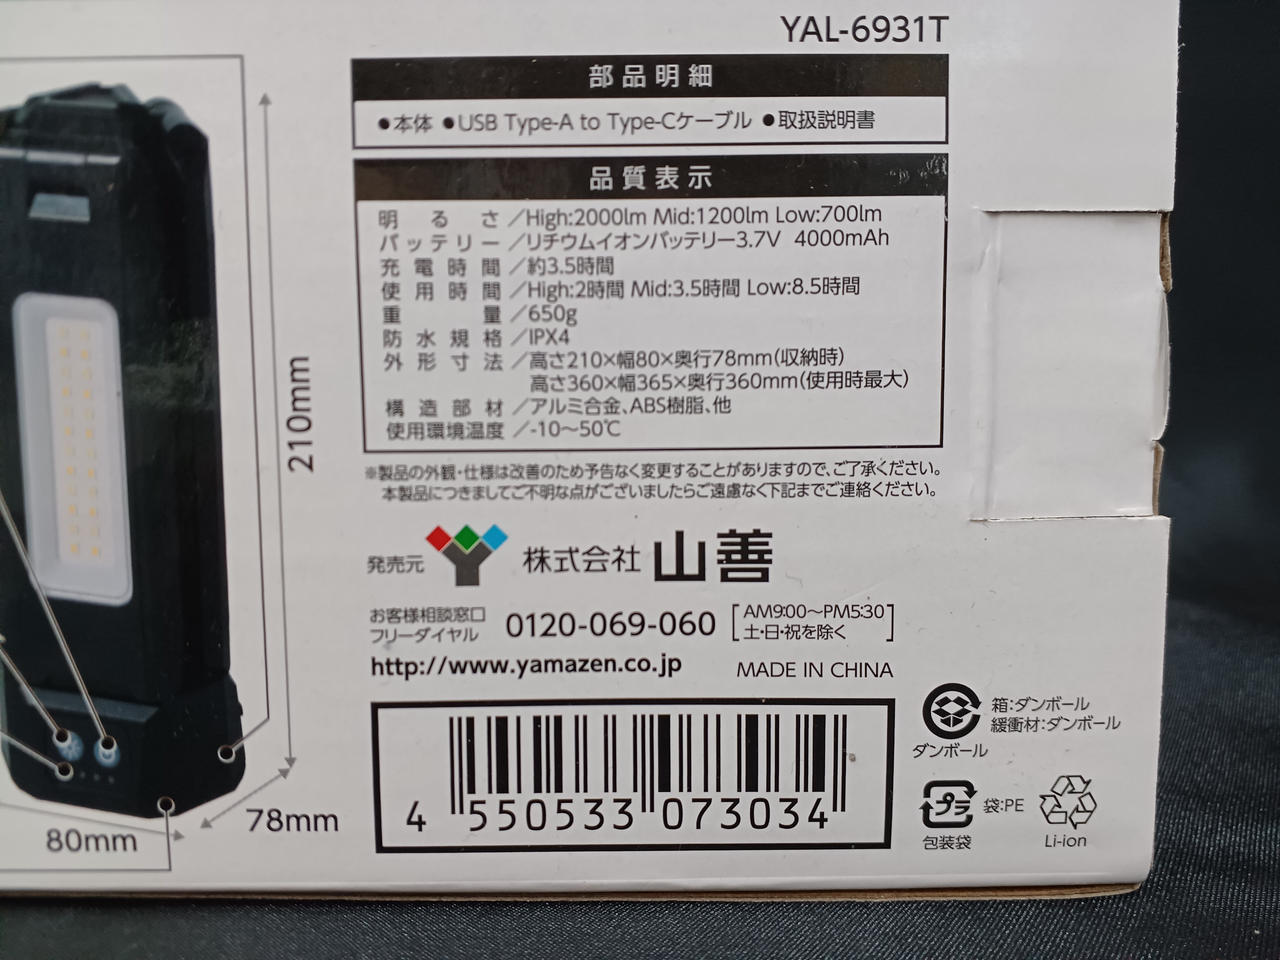 YAL-6931T
部品明細
●本体 ●USB Type-A to Type-Cケーブル ●取扱説明書
品質表示
明るさ/High:2000lm Mid:1200lm Low:700lm
バッテリー/リチウムイオンバッテリー3.7V 4000mAh
充電時間/約3.5時間
使用時間/High:2時間 Mid:3.5時間 Low:8.5時間
重量/650g
防水規格/IPX4
外形寸法/高さ210×幅80×奥行78mm(収納時)
高さ360×幅365×奥行360mm(使用時最大)
構造部材/アルミ合金、ABS樹脂、他
使用環境温度/-10〜50℃
※製品の外観・仕様は改善のため予告なく変更することがありますので、ご了承ください。
本製品につきましてご不明な点がございましたらご遠慮なく下記までご連絡ください。
発売元 株式会社 山善
お客様相談窓口
フリーダイヤル 0120-069-060 [AM9:00〜PM5:30
土・日・祝を除く]
http://www.yamazen.co.jp MADE IN CHINA
4 550533 073034
箱:ダンボール
緩衝材:ダンボール
ダンボール
プラ 袋:PE
包装袋
Li-ion
210mm
78mm
80mm